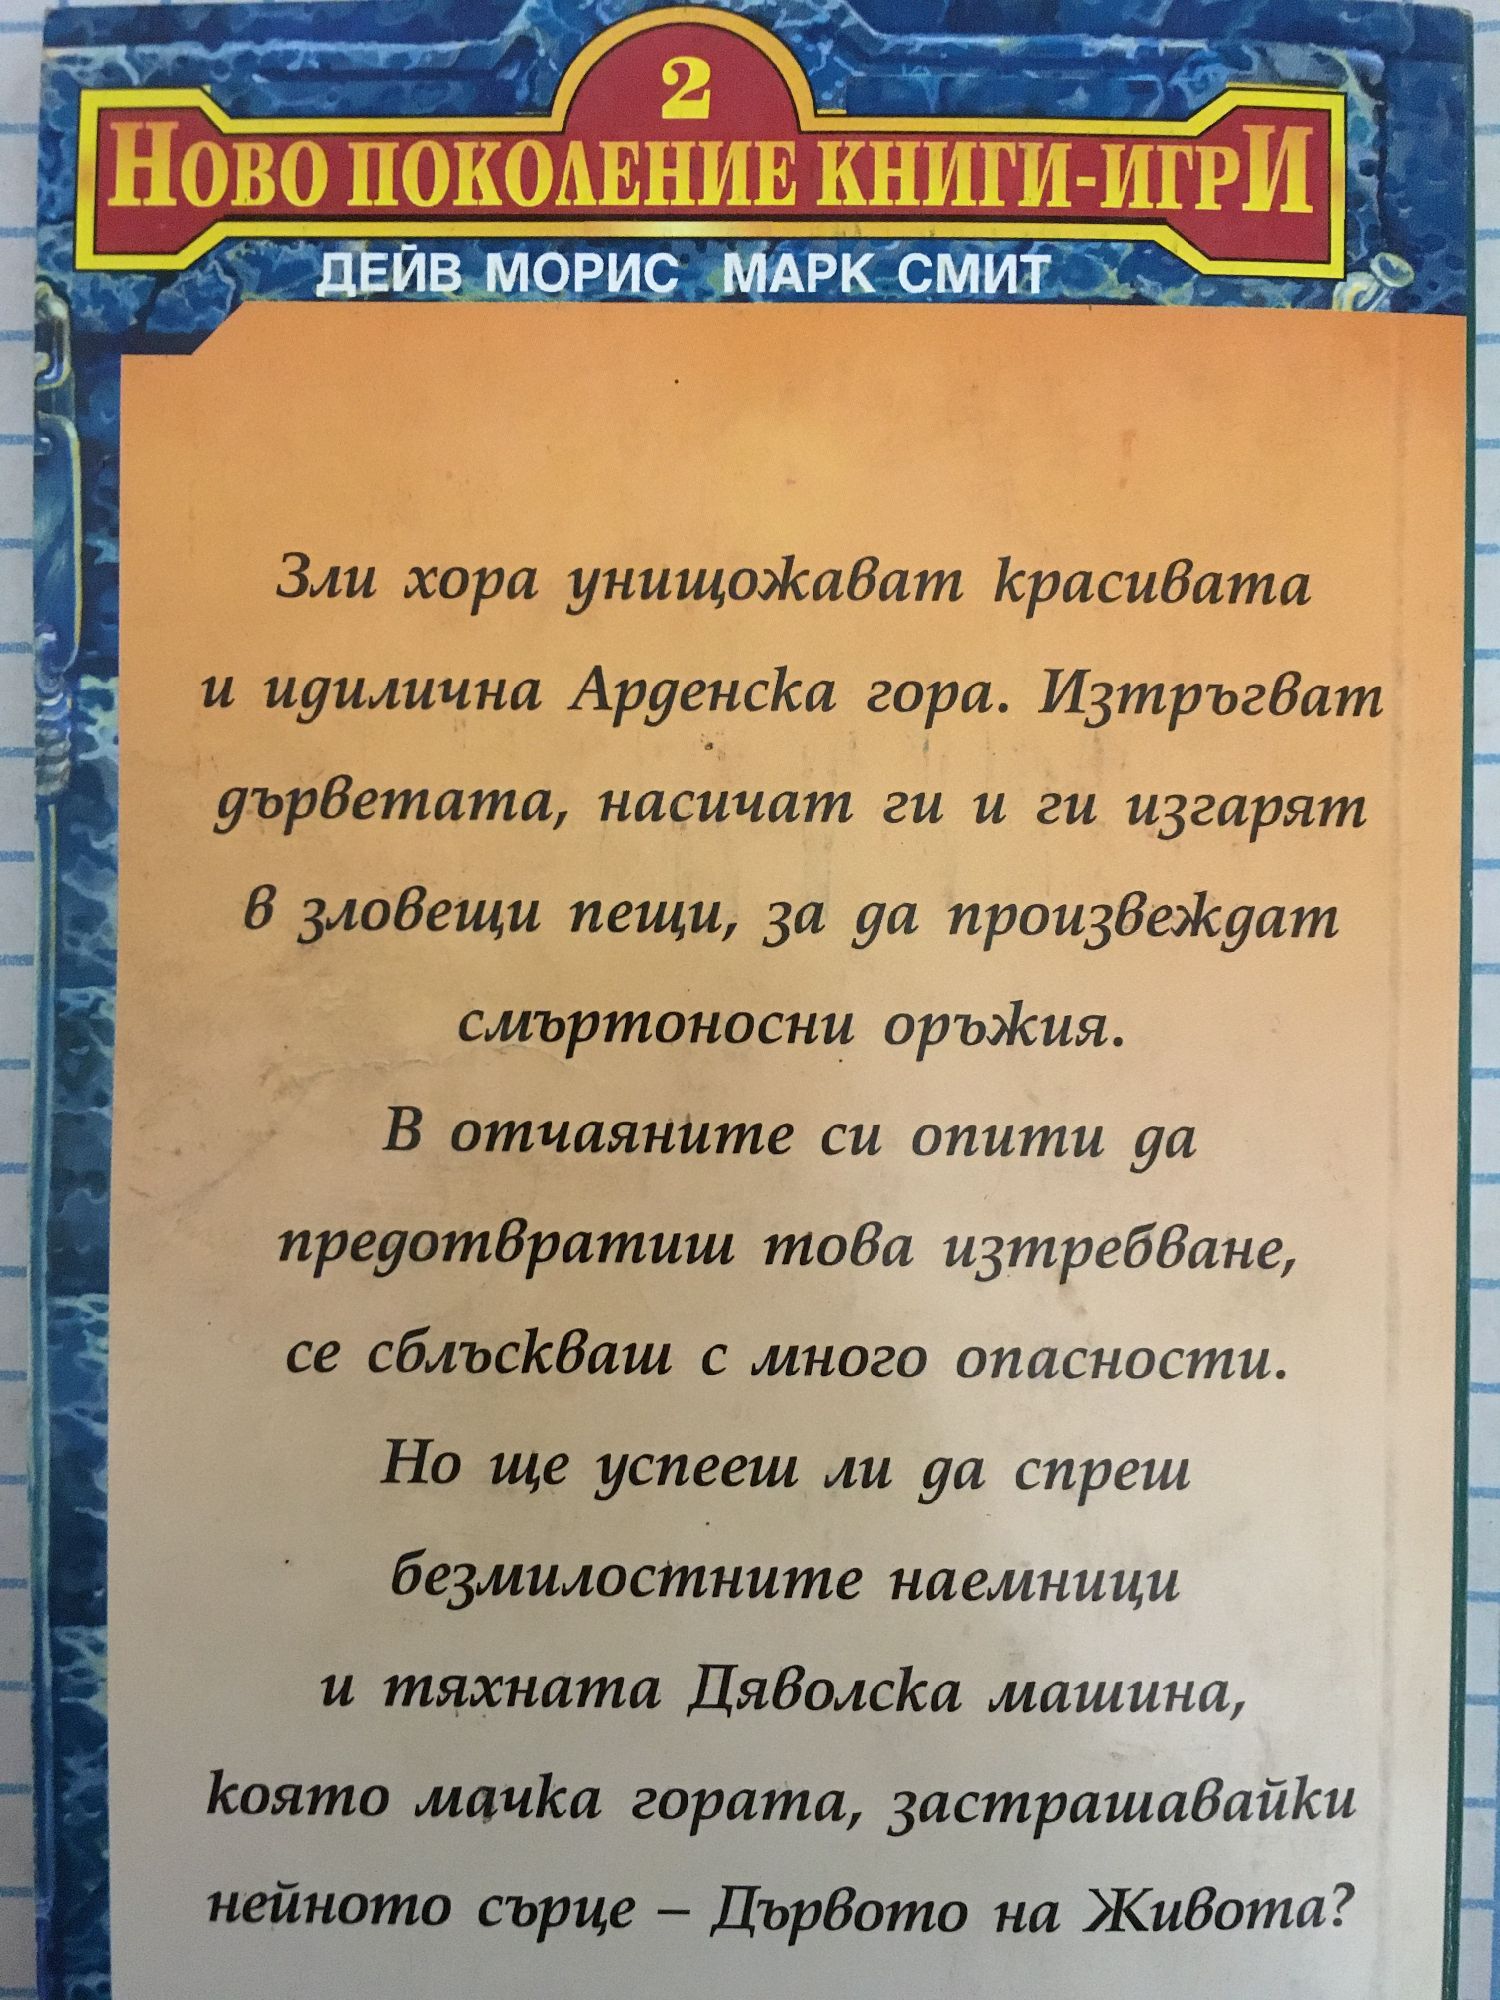 2
НОВО ПОКОЛЕНИЕ КНИГИ-ИГРИ
ДЕЙВ МОРИС МАРК СМИТ
Зли хора унищожават красивата
и идилична Арденска гора. Изтръгват
дърветата, насичат ги и ги изгарят
в зловещи пещи, за да произвеждат
смъртоносни оръжия.
В отчаяните си опити да
предотвратиш това изтребване,
се сблъскваш с много опасности.
Но ще успееш ли да спреш
безмилостните наемници
и тяхната Дяволска машина,
която мачка гората, застрашавайки
нейното сърце – Дървото на Живота?